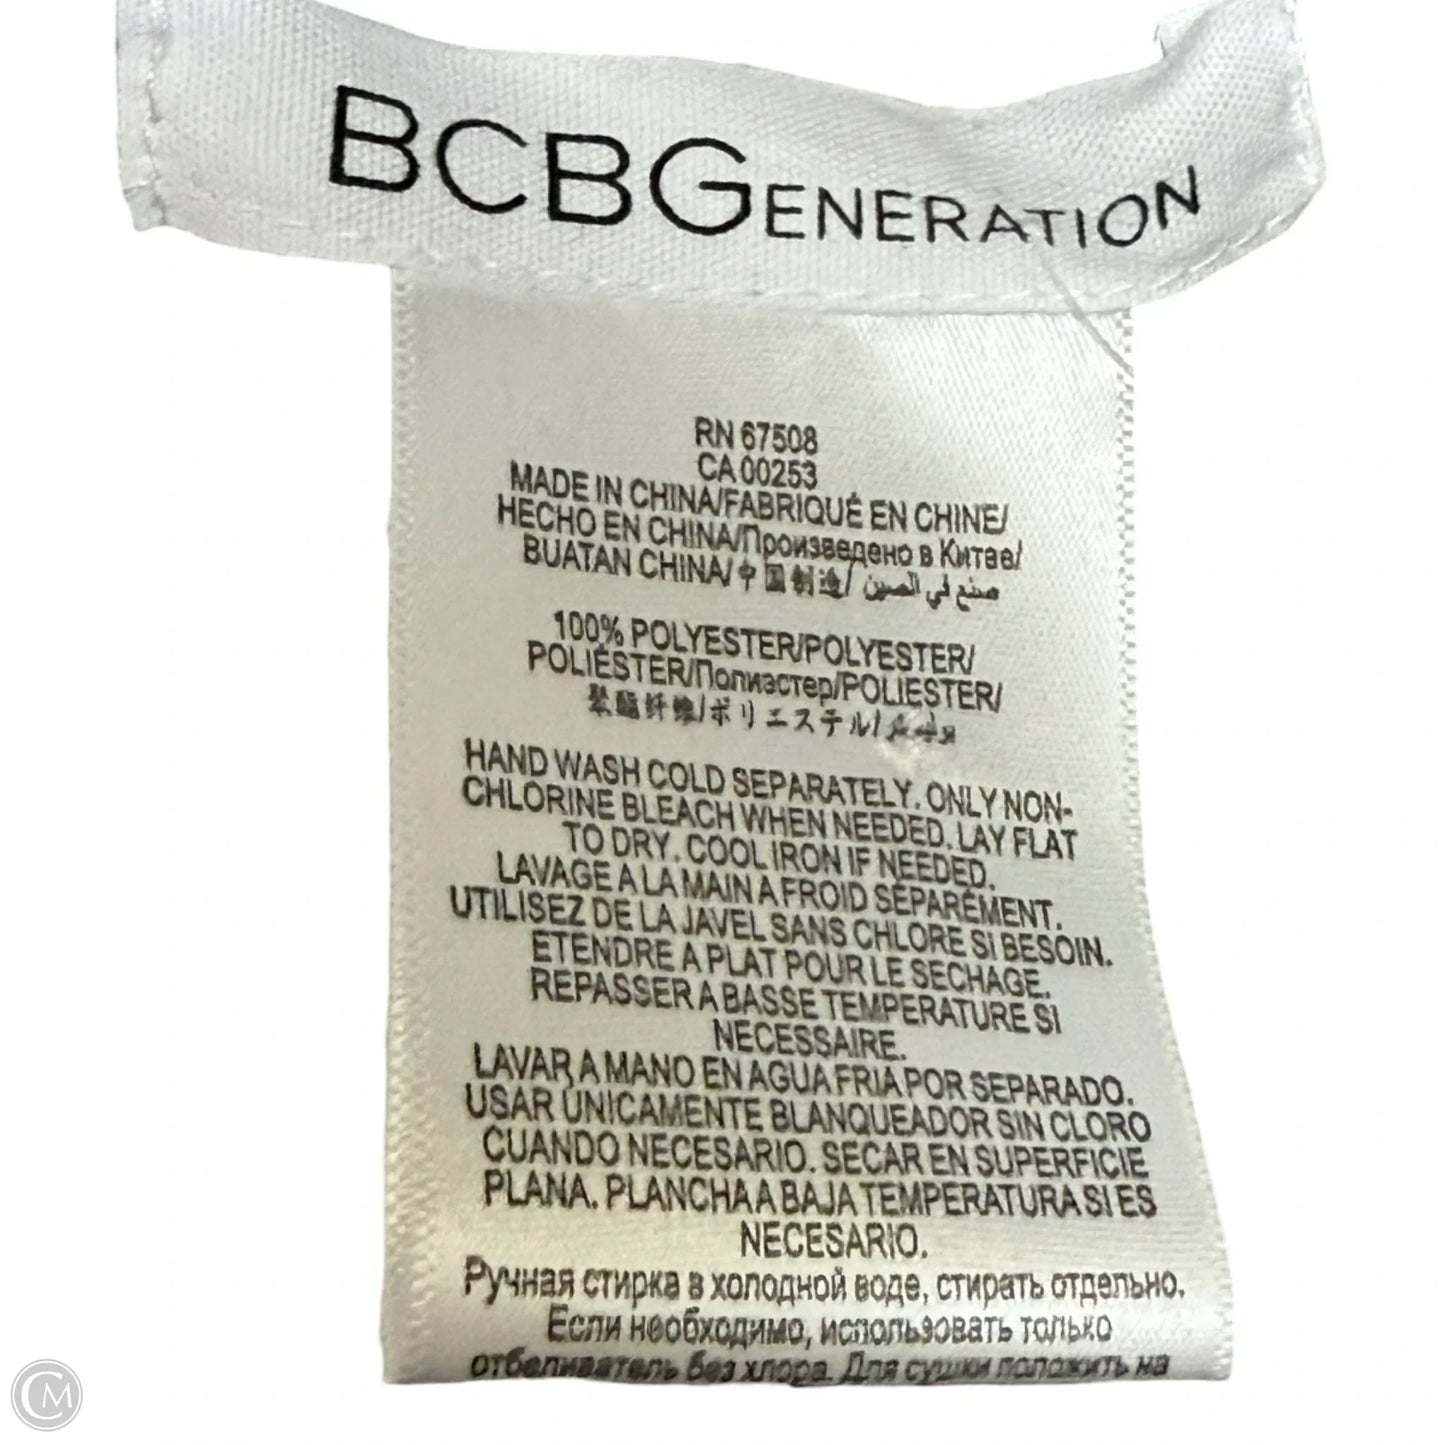 BCBGENERATION
RN 67508
CA 00253
MADE IN CHINA/FABRIQUÉ EN CHINE/
HECHO EN CHINA/Произведено в Китае/
BUATAN CHINA/中国制造/ صنع في الصين
100% POLYESTER/POLYESTER/
POLIÉSTER/Полиэстер/POLIESTER/
聚酯纤维/ポリエステル/
HAND WASH COLD SEPARATELY. ONLY NON-
CHLORINE BLEACH WHEN NEEDED. LAY FLAT
TO DRY. COOL IRON IF NEEDED.
LAVAGE A LA MAIN A FROID SÉPARÉMENT.
UTILISEZ DE LA JAVEL SANS CHLORE SI BESOIN.
ETENDRE A PLAT POUR LE SECHAGE.
REPASSER A BASSE TEMPERATURE SI
NECESSAIRE.
LAVAR A MANO EN AGUA FRIA POR SEPARADO.
USAR ÚNICAMENTE BLANQUEADOR SIN CLORO
CUANDO NECESARIO. SECAR EN SUPERFICIE
PLANA. PLANCHA A BAJA TEMPERATURA SI ES
NECESARIO.
Ручная стирка в холодной воде, стирать отдельно.
Если необходимо, использовать только
отбеливатель без хлора. Для сушки положить на
CM